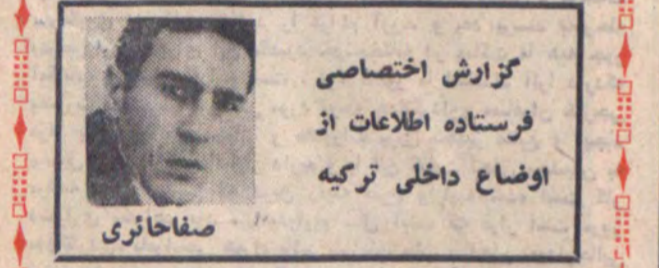 گزارش اختصاصی
فرستاده اطلاعات از
اوضاع داخلی ترکیه
صفاحائری